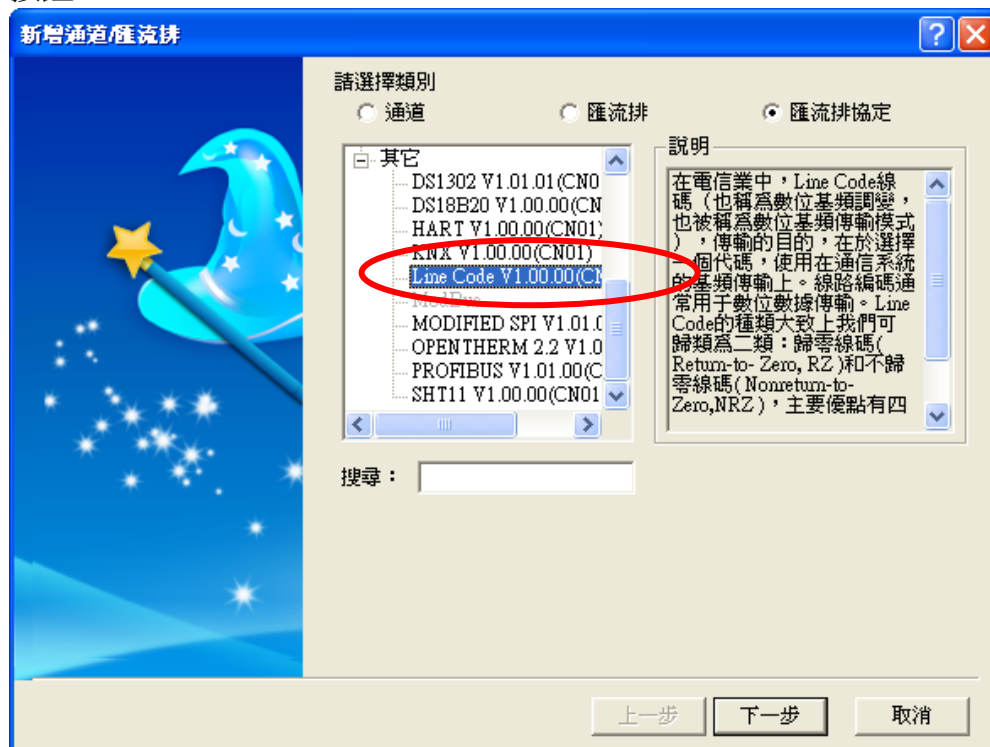 新增通道/匯流排
請選擇類別
通道
匯流排
匯流排協定
其它
DS1302 V1.01.01(CN0
DS18B20 V1.00.00(CN
HART V1.00.00(CN01)
KNX V1.00.00(CN01)
Line Code V1.00.00(CN
ModBus
MODIFIED SPI V1.01.0
OPENTHERM 2.2 V1.0
PROFIBUS V1.01.00(C
SHT11 V1.00.00(CN01
說明
在電信業中，Line Code線
碼（也稱爲數位基頻調變，
也被稱爲數位基頻傳輸模式
），傳輸的目的，在於選擇
一個代碼，使用在通信系統
的基頻傳輸上。線路編碼通
常用于數位數據傳輸。Line
Code的種類大致上我們可
歸類爲二類：歸零線碼(
Return-to- Zero, RZ )和不歸
零線碼( Nonreturn-to-
Zero,NRZ )，主要優點有四
搜尋：
上一步
下一步
取消